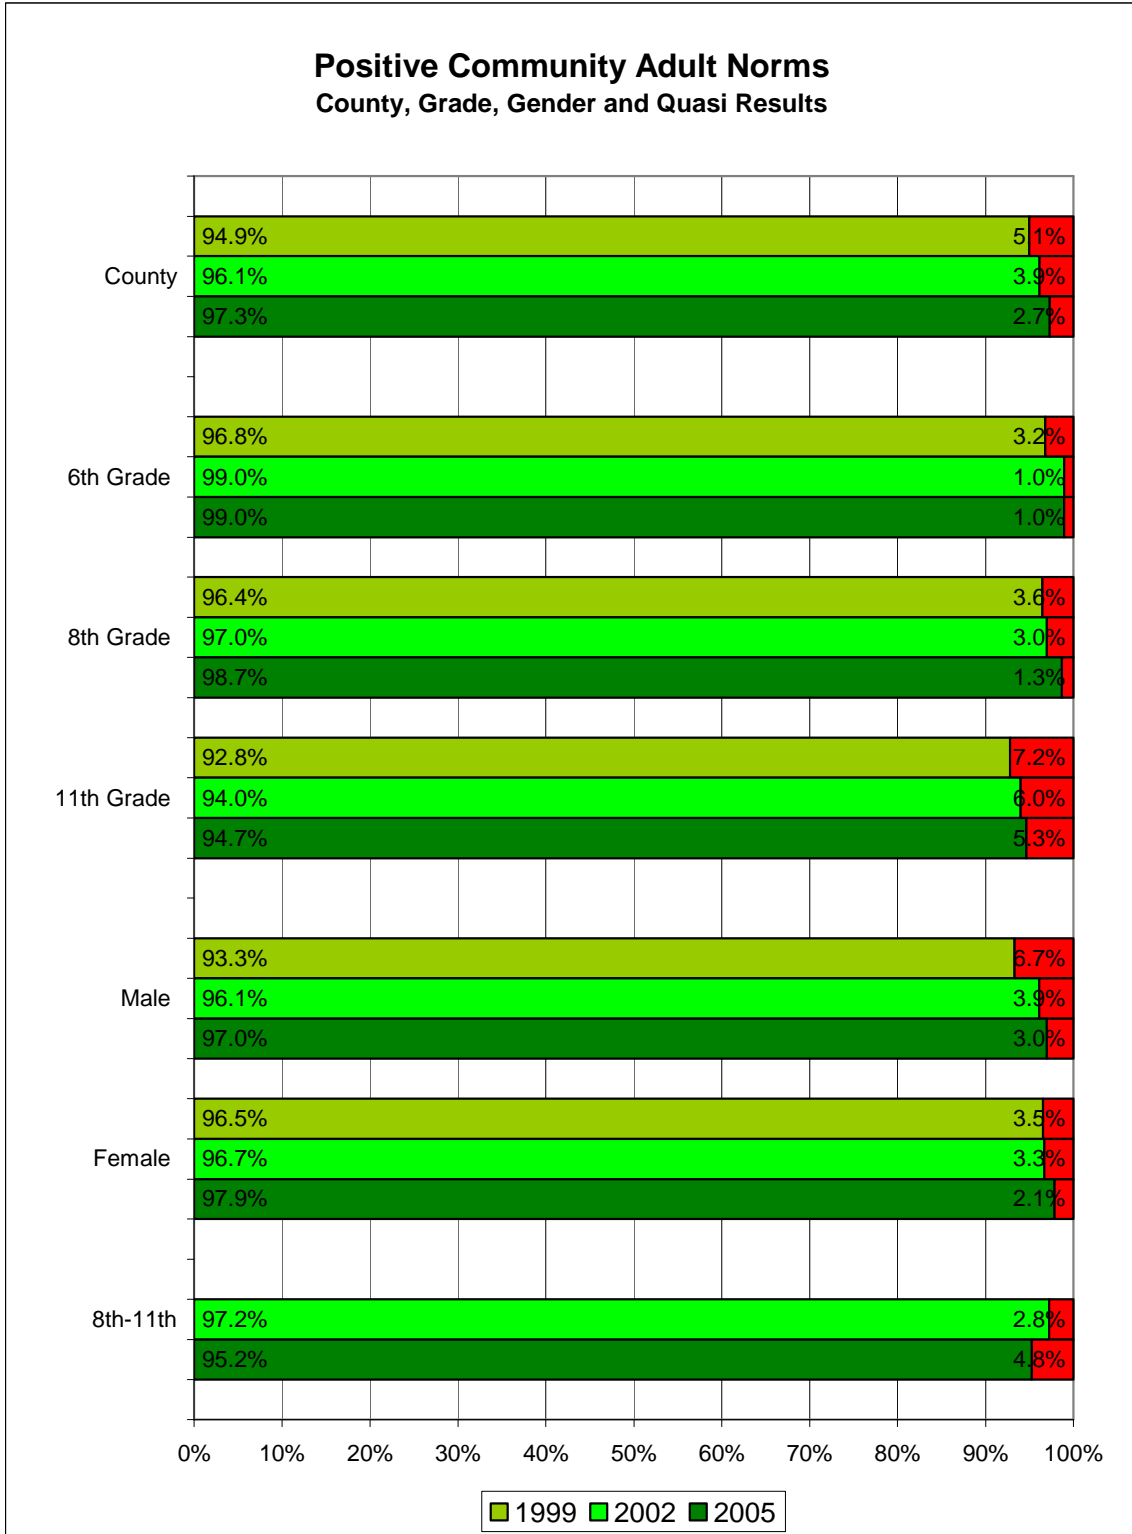 Positive Community Adult Norms
County, Grade, Gender and Quasi Results
94.9% 5.1%
County 96.1% 3.9%
97.3% 2.7%
96.8% 3.2%
6th Grade 99.0% 1.0%
99.0% 1.0%
96.4% 3.6%
8th Grade 97.0% 3.0%
98.7% 1.3%
92.8% 7.2%
11th Grade 94.0% 6.0%
94.7% 5.3%
93.3% 6.7%
Male 96.1% 3.9%
97.0% 3.0%
96.5% 3.5%
Female 96.7% 3.3%
97.9% 2.1%
8th-11th 97.2% 2.8%
95.2% 4.8%
0% 10% 20% 30% 40% 50% 60% 70% 80% 90% 100%
1999 2002 2005